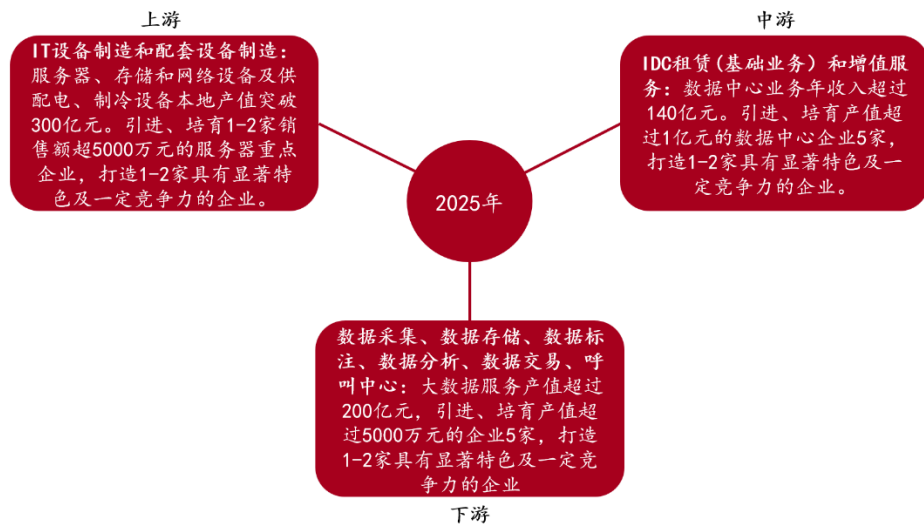 上游
IT设备制造和配套设备制造：
服务器、存储和网络设备及供
配电、制冷设备本地产值突破
300亿元。引进、培育1-2家销
售额超5000万元的服务器重点
企业，打造1-2家具有显著特
色及一定竞争力的企业。
中游
IDC租赁(基础业务）和增值服
务：数据中心业务年收入超过
140亿元。引进、培育产值超
过1亿元的数据中心企业5家，
打造1-2家具有显著特色及一
定竞争力的企业。
2025年
数据采集、数据存储、数据标
注、数据分析、数据交易、呼
叫中心：大数据服务产值超过
200亿元，引进、培育产值超
过5000万元的企业5家，打造
1-2家具有显著特色及一定竞
争力的企业
下游